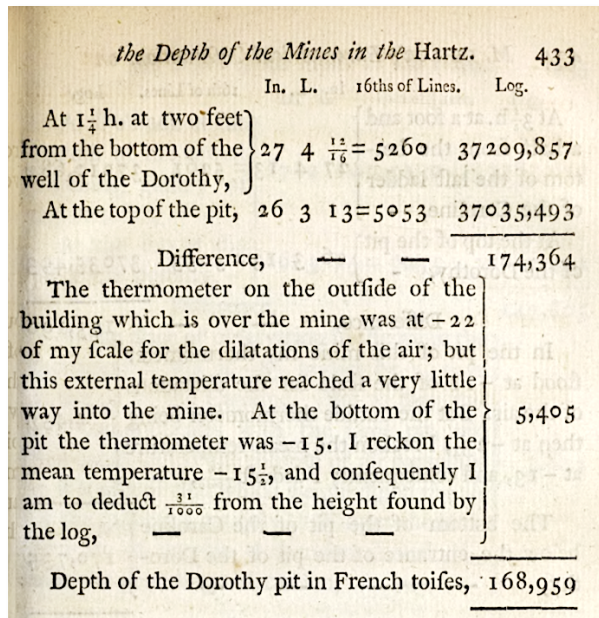 the Depth of the Mines in the Hartz. 433
In. L. 16ths of Lines. Log.
At 1¼ h. at two feet
from the bottom of the 27 4 12/16 = 5260 37209,857
well of the Dorothy,
At the top of the pit, 26 3 13=5053 37035,493
Difference, — — 174,364
The thermometer on the outſide of the
building which is over the mine was at −22
of my ſcale for the dilatations of the air; but
this external temperature reached a very little
way into the mine. At the bottom of the 5,405
pit the thermometer was −15. I reckon the
mean temperature −15½, and conſequently I
am to deduct 31/1000 from the height found by
the log, — — —
Depth of the Dorothy pit in French toiſes, 168,959